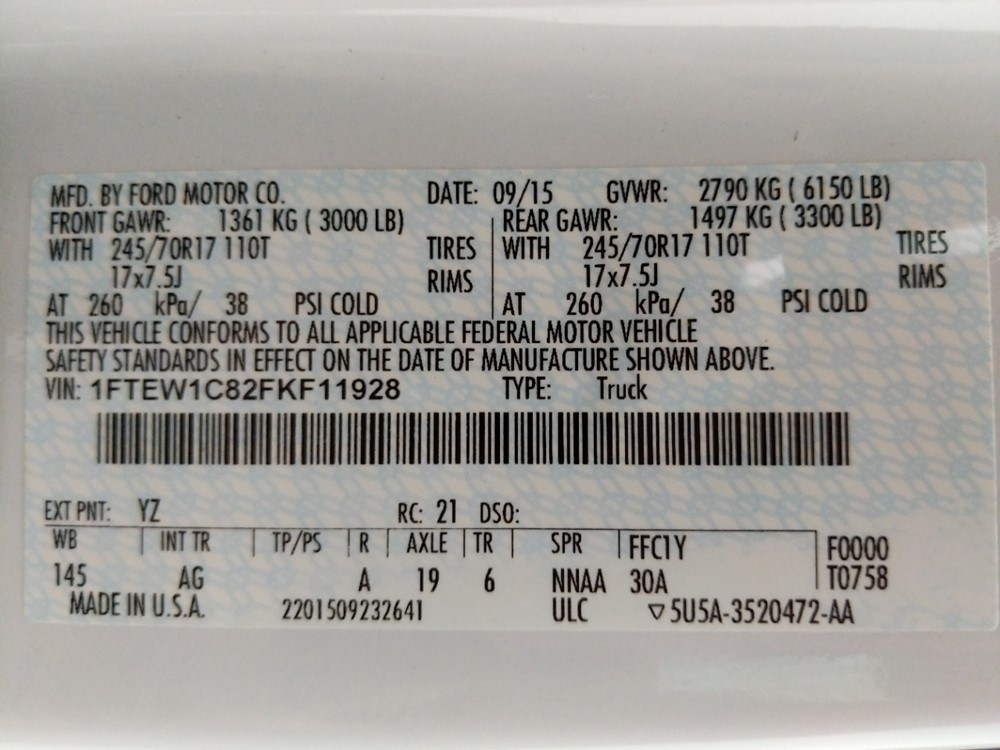 MFD. BY FORD MOTOR CO. DATE: 09/15 GVWR: 2790 KG ( 6150 LB)
FRONT GAWR: 1361 KG ( 3000 LB) REAR GAWR: 1497 KG ( 3300 LB)
WITH 245/70R17 110T TIRES WITH 245/70R17 110T TIRES
17x7.5J RIMS 17x7.5J RIMS
AT 260 kPa/ 38 PSI COLD AT 260 kPa/ 38 PSI COLD
THIS VEHICLE CONFORMS TO ALL APPLICABLE FEDERAL MOTOR VEHICLE
SAFETY STANDARDS IN EFFECT ON THE DATE OF MANUFACTURE SHOWN ABOVE.
VIN: 1FTEW1C82FKF11928 TYPE: Truck
EXT PNT: YZ RC: 21 DSO:
WB INT TR TP/PS R AXLE TR SPR FFC1Y F0000
145 AG A 19 6 NNAA 30A T0758
MADE IN U.S.A. 2201509232641 ULC ▽5U5A-3520472-AA